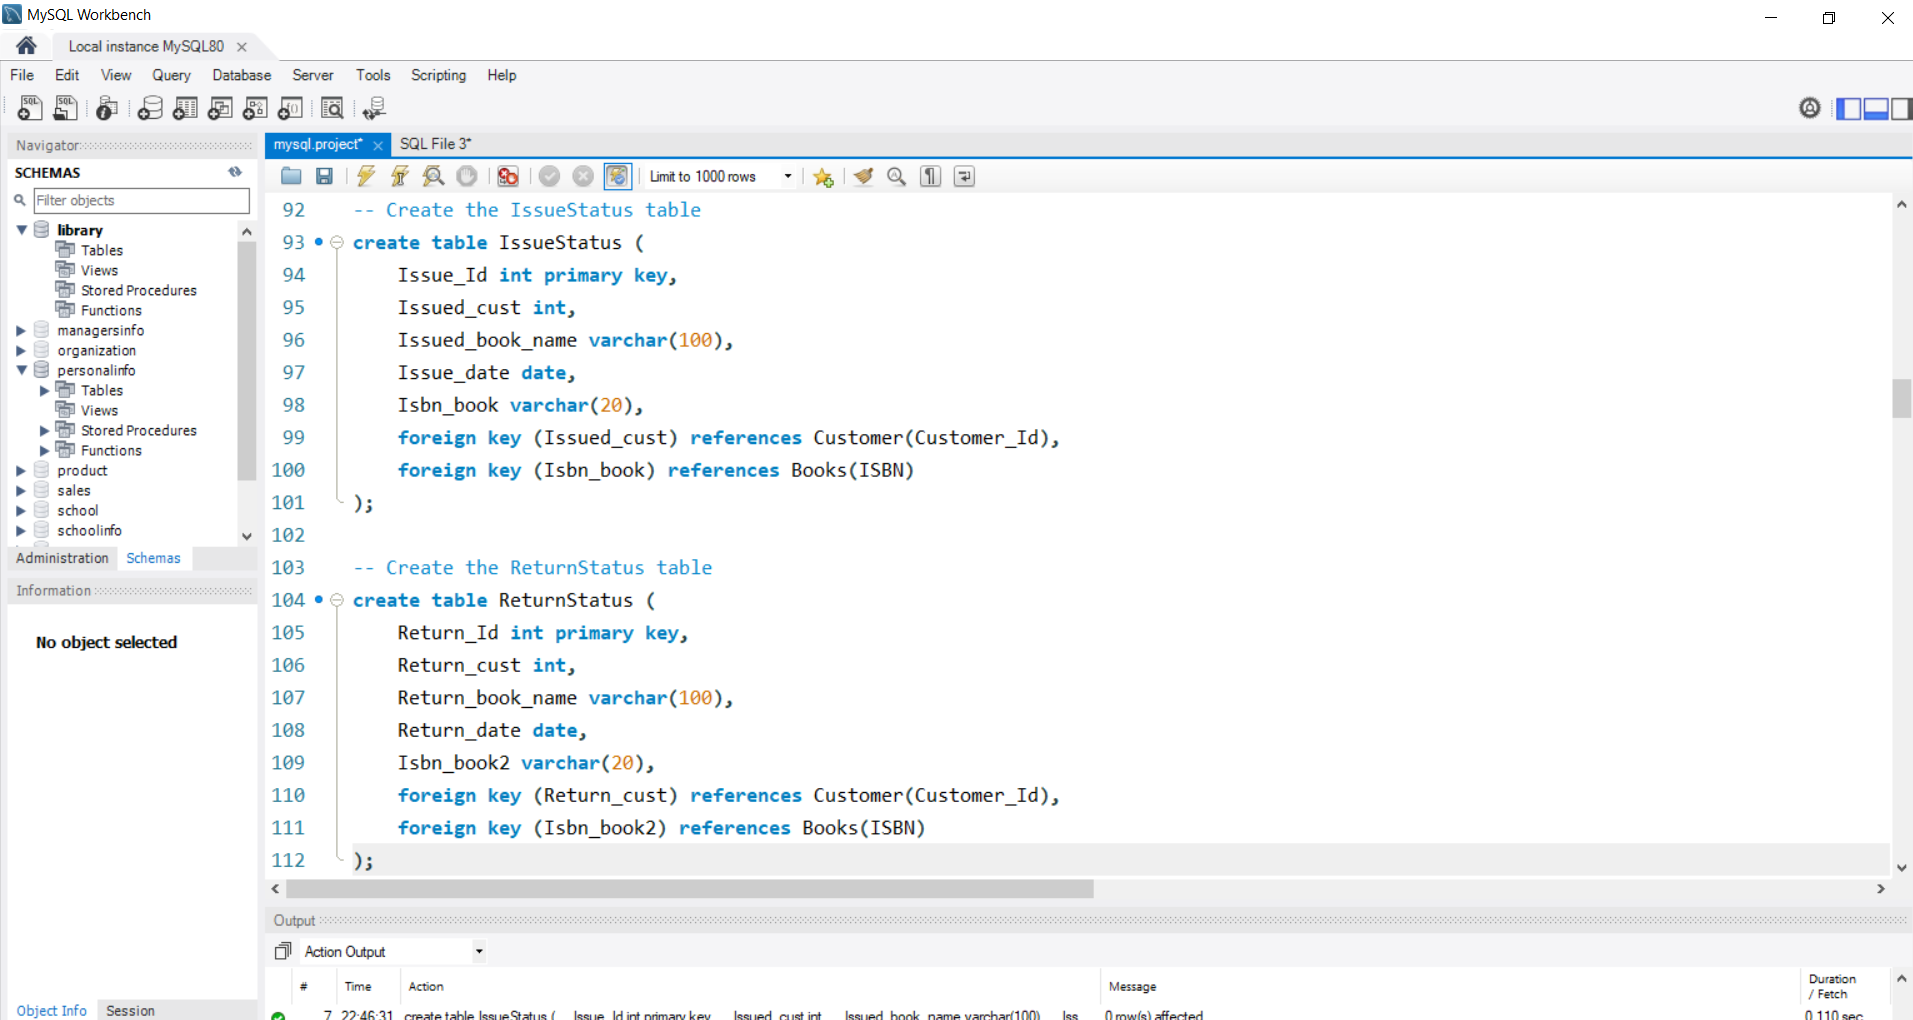 MySQL Workbench
Local instance MySQL80
File Edit View Query Database Server Tools Scripting Help
Navigator
SCHEMAS
Filter objects
library
Tables
Views
Stored Procedures
Functions
managersinfo
organization
personalinfo
Tables
Views
Stored Procedures
Functions
product
sales
school
schoolinfo
Administration Schemas
Information
No object selected
Object Info Session
mysql.project* SQL File 3*
Limit to 1000 rows
92 -- Create the IssueStatus table
93 create table IssueStatus (
94 Issue_Id int primary key,
95 Issued_cust int,
96 Issued_book_name varchar(100),
97 Issue_date date,
98 Isbn_book varchar(20),
99 foreign key (Issued_cust) references Customer(Customer_Id),
100 foreign key (Isbn_book) references Books(ISBN)
101 );
102
103 -- Create the ReturnStatus table
104 create table ReturnStatus (
105 Return_Id int primary key,
106 Return_cust int,
107 Return_book_name varchar(100),
108 Return_date date,
109 Isbn_book2 varchar(20),
110 foreign key (Return_cust) references Customer(Customer_Id),
111 foreign key (Isbn_book2) references Books(ISBN)
112 );
Output
Action Output
# Time Action Message Duration / Fetch
7 22:46:31 create table IssueStatus ( Issue_Id int primary key, Issued_cust int, Issued_book_name varchar(100), Iss... 0 row(s) affected 0.110 sec